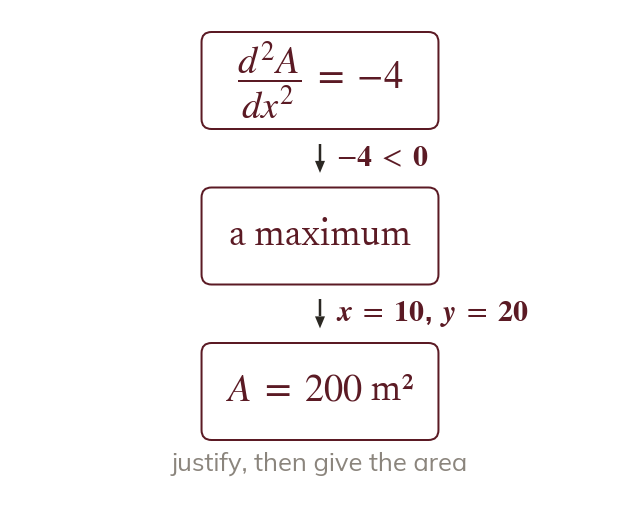 d²A/dx² = −4
↓ −4 < 0
a maximum
↓ x = 10, y = 20
A = 200 m²
justify, then give the area